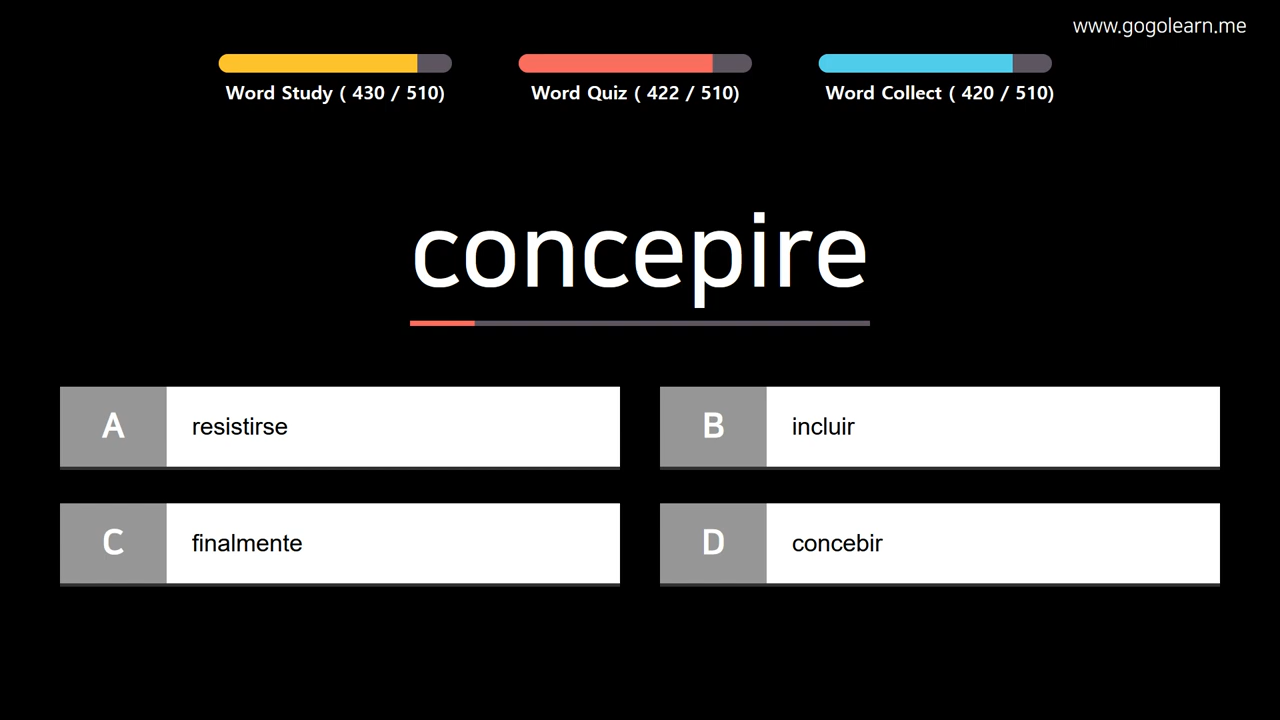 www.gogolearn.me
Word Study ( 430 / 510)
Word Quiz ( 422 / 510)
Word Collect ( 420 / 510)
concepire
A
resistirse
B
incluir
C
finalmente
D
concebir